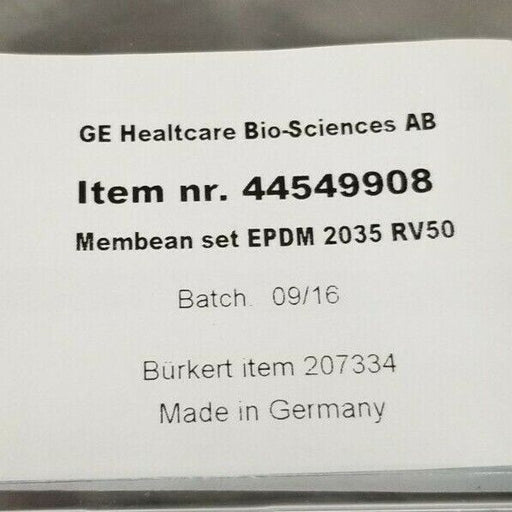 GE Healtcare Bio-Sciences AB
Item nr. 44549908
Membean set EPDM 2035 RV50
Batch. 09/16
Bürkert item 207334
Made in Germany